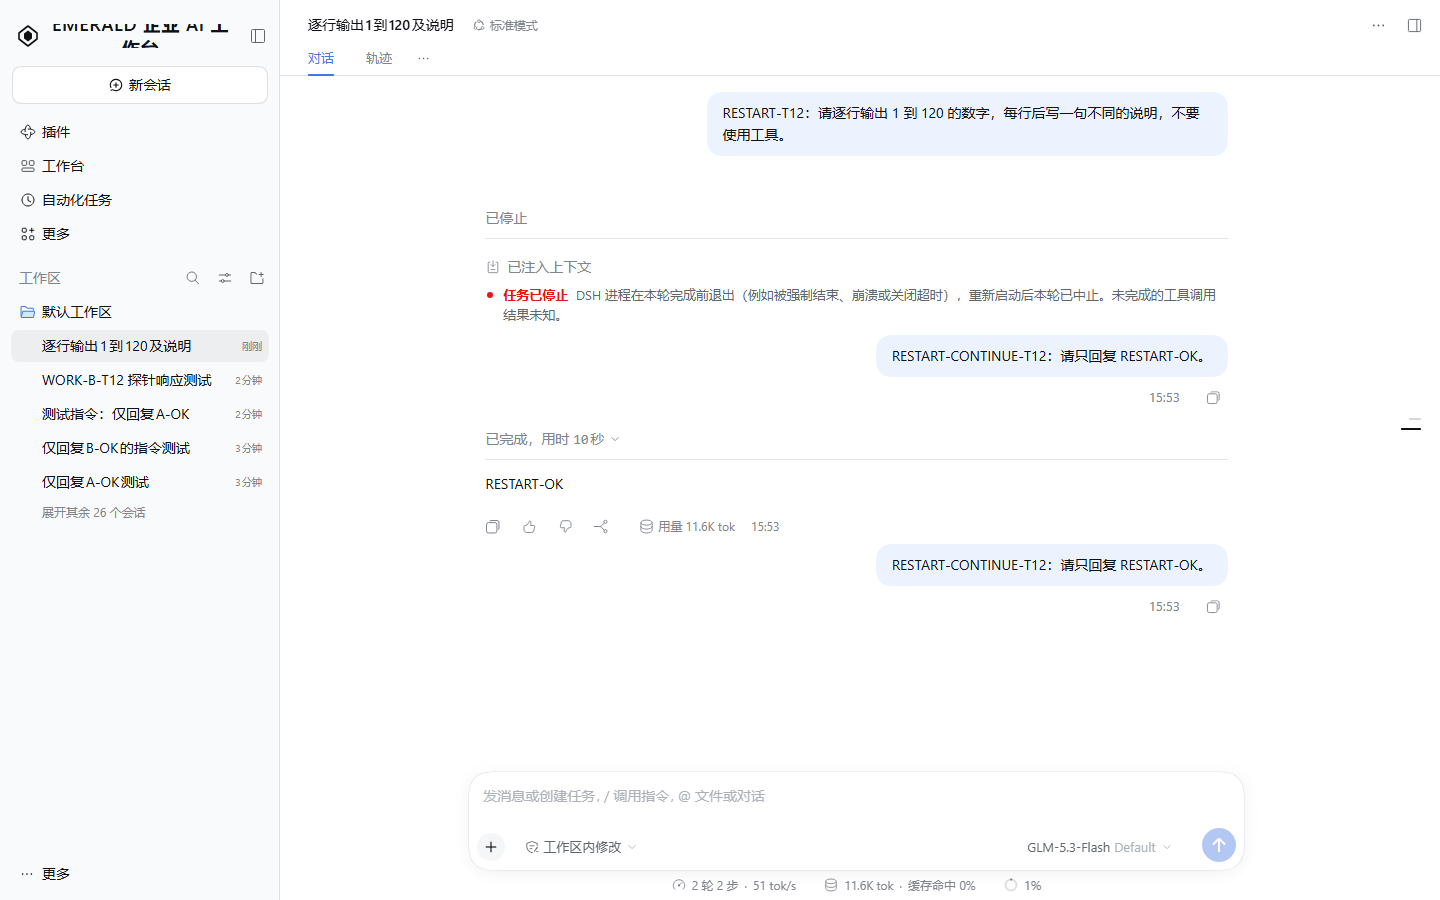 EMERALD 企业 AI 工
作台
新会话
插件
工作台
自动化任务
更多
工作区
默认工作区
逐行输出1到120及说明 刚刚
WORK-B-T12 探针响应测试 2分钟
测试指令：仅回复A-OK 2分钟
仅回复B-OK的指令测试 3分钟
仅回复A-OK测试 3分钟
展开其余 26 个会话
更多
逐行输出1到120及说明 标准模式
对话 轨迹
RESTART-T12：请逐行输出 1 到 120 的数字，每行后写一句不同的说明，不要
使用工具。
已停止
已注入上下文
任务已停止 DSH 进程在本轮完成前退出（例如被强制结束、崩溃或关闭超时），重新启动后本轮已中止。未完成的工具调用
结果未知。
RESTART-CONTINUE-T12：请只回复 RESTART-OK。
15:53
已完成，用时 10秒
RESTART-OK
用量 11.6K tok 15:53
RESTART-CONTINUE-T12：请只回复 RESTART-OK。
15:53
发消息或创建任务, / 调用指令, @ 文件或对话
工作区内修改 GLM-5.3-Flash Default
2 轮 2 步 · 51 tok/s 11.6K tok · 缓存命中 0% 1%